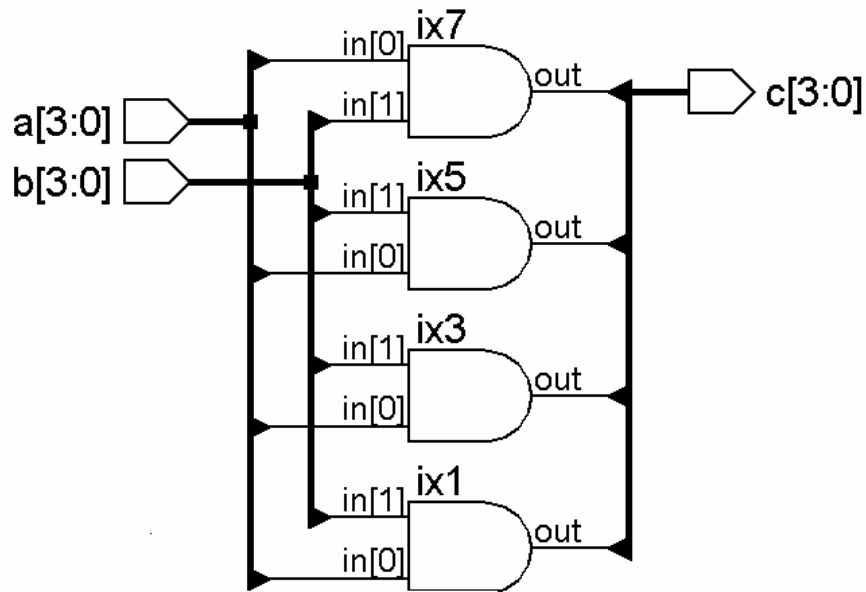 ix7
in[0]
out
c[3:0]
a[3:0]
in[1]
b[3:0]
ix5
in[1]
out
in[0]
ix3
in[1]
out
in[0]
ix1
in[1]
out
in[0]